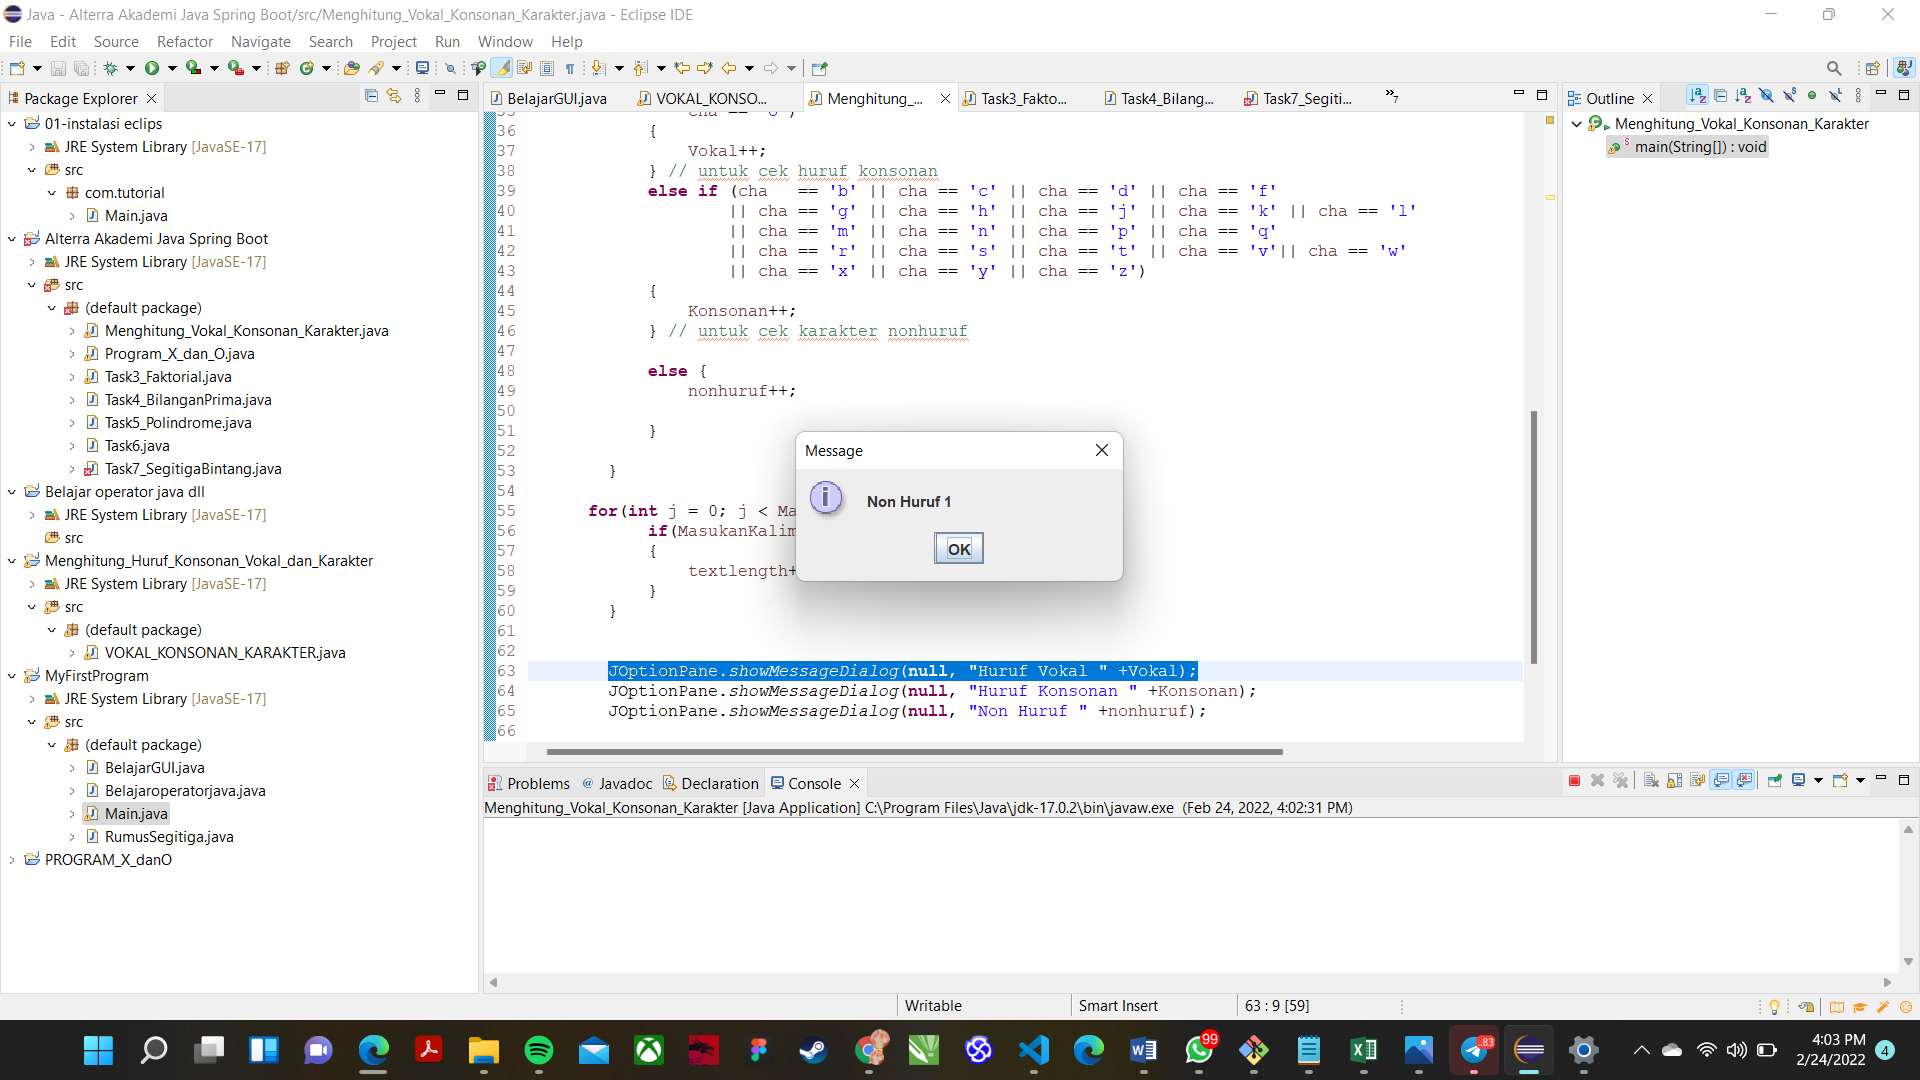 Java - Alterra Akademi Java Spring Boot/src/Menghitung_Vokal_Konsonan_Karakter.java - Eclipse IDE
File Edit Source Refactor Navigate Search Project Run Window Help
Package Explorer
01-instalasi eclips
JRE System Library [JavaSE-17]
src
com.tutorial
Main.java
Alterra Akademi Java Spring Boot
JRE System Library [JavaSE-17]
src
(default package)
Menghitung_Vokal_Konsonan_Karakter.java
Program_X_dan_O.java
Task3_Faktorial.java
Task4_BilanganPrima.java
Task5_Polindrome.java
Task6.java
Task7_SegitigaBintang.java
Belajar operator java dll
JRE System Library [JavaSE-17]
src
Menghitung_Huruf_Konsonan_Vokal_dan_Karakter
JRE System Library [JavaSE-17]
src
(default package)
VOKAL_KONSONAN_KARAKTER.java
MyFirstProgram
JRE System Library [JavaSE-17]
src
(default package)
BelajarGUI.java
Belajaroperatorjava.java
Main.java
RumusSegitiga.java
PROGRAM_X_danO
BelajarGUI.java VOKAL_KONSO... Menghitung_... Task3_Fakto... Task4_Bilang... Task7_Segiti... 7
36 {
37 Vokal++;
38 } // untuk cek huruf konsonan
39 else if (cha == 'b' || cha == 'c' || cha == 'd' || cha == 'f'
40 || cha == 'g' || cha == 'h' || cha == 'j' || cha == 'k' || cha == 'l'
41 || cha == 'm' || cha == 'n' || cha == 'p' || cha == 'q'
42 || cha == 'r' || cha == 's' || cha == 't' || cha == 'v'|| cha == 'w'
43 || cha == 'x' || cha == 'y' || cha == 'z')
44 {
45 Konsonan++;
46 } // untuk cek karakter nonhuruf
47
48 else {
49 nonhuruf++;
50
51 }
52
53 }
54
55 for(int j = 0; j < Ma
56 if(MasukanKalim
57 {
58 textlength+
59 }
60 }
61
62
63 JOptionPane.showMessageDialog(null, "Huruf Vokal " +Vokal);
64 JOptionPane.showMessageDialog(null, "Huruf Konsonan " +Konsonan);
65 JOptionPane.showMessageDialog(null, "Non Huruf " +nonhuruf);
66
Message
Non Huruf 1
OK
Outline
Menghitung_Vokal_Konsonan_Karakter
main(String[]) : void
Problems Javadoc Declaration Console
Menghitung_Vokal_Konsonan_Karakter [Java Application] C:\Program Files\Java\jdk-17.0.2\bin\javaw.exe (Feb 24, 2022, 4:02:31 PM)
Writable Smart Insert 63 : 9 [59]
99
83
4:03 PM
2/24/2022
4